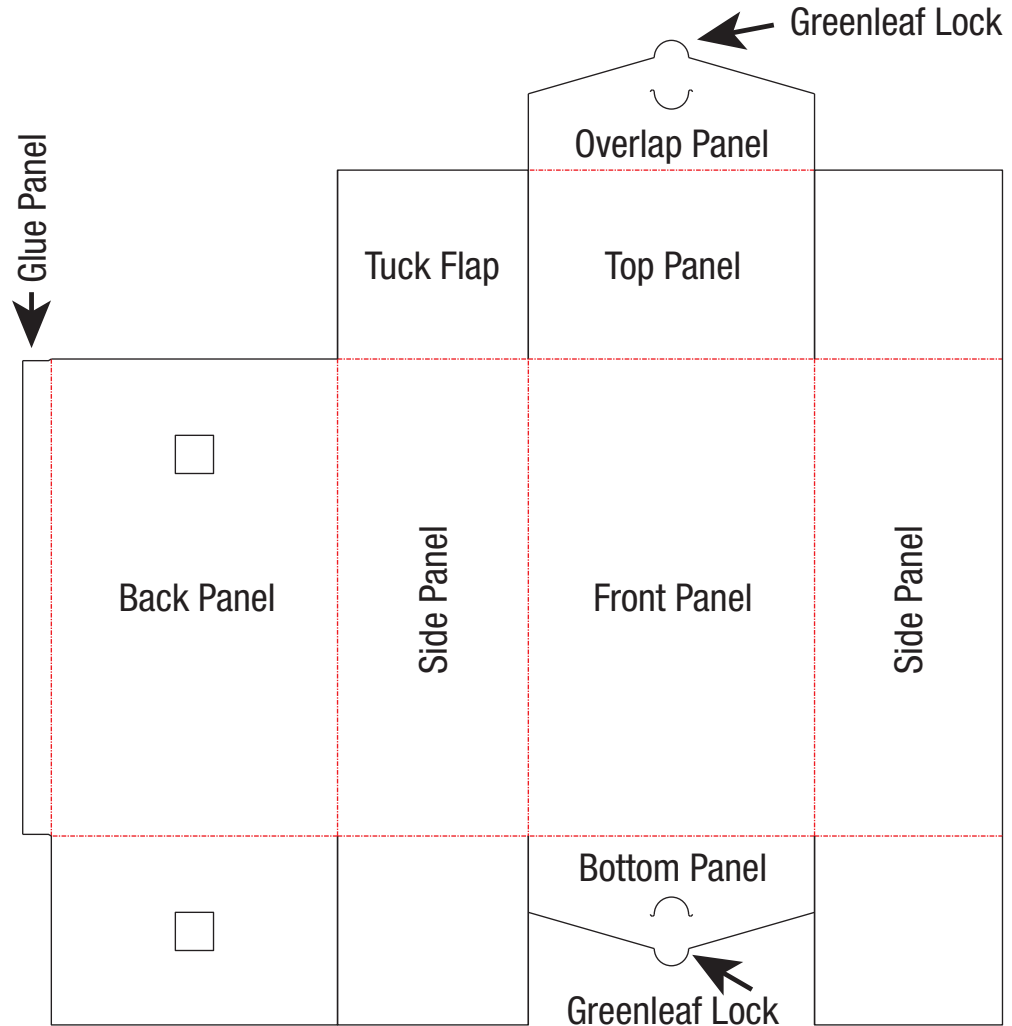 Greenleaf Lock
Overlap Panel
Glue Panel
Tuck Flap
Top Panel
Back Panel
Side Panel
Front Panel
Side Panel
Bottom Panel
Greenleaf Lock